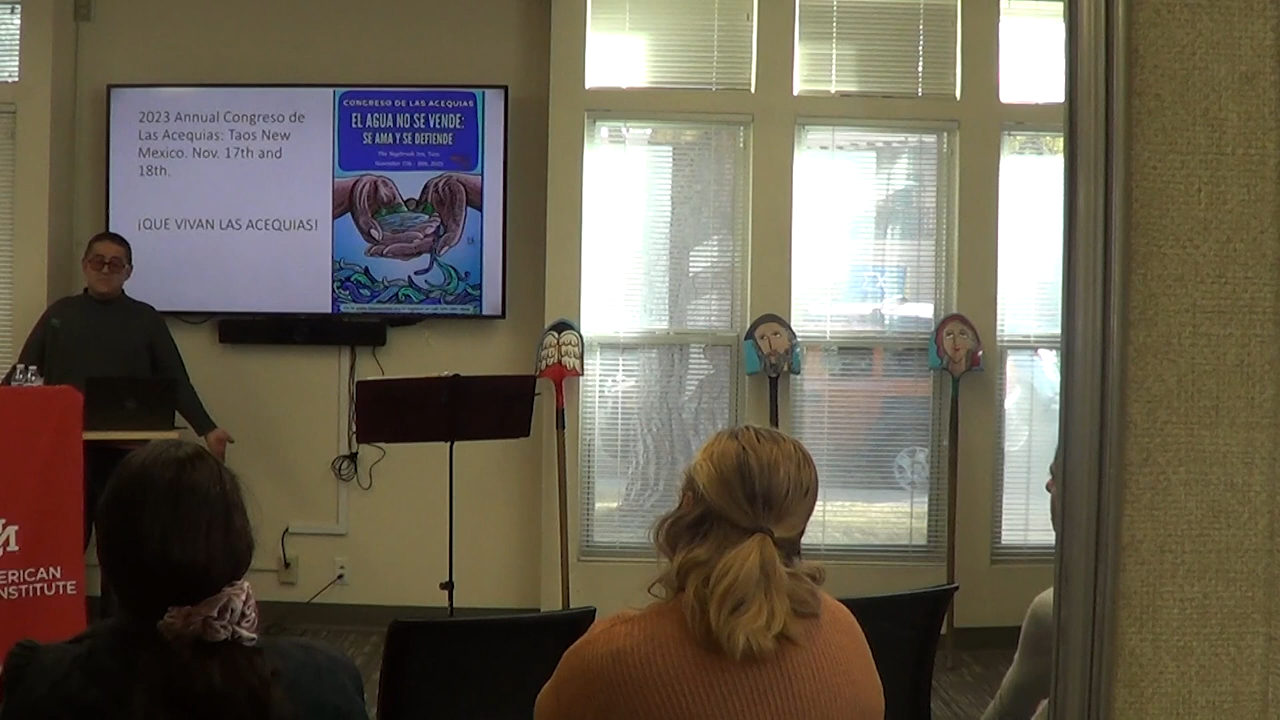 2023 Annual Congreso de
Las Acequias: Taos New
Mexico. Nov. 17th and
18th.
¡QUE VIVAN LAS ACEQUIAS!
CONGRESO DE LAS ACEQUIAS
EL AGUA NO SE VENDE:
SE AMA Y SE DEFIENDE
ERICAN
NSTITUTE